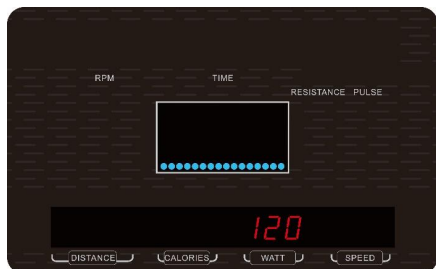 RPM TIME
RESISTANCE PULSE
120
DISTANCE CALORIES WATT SPEED